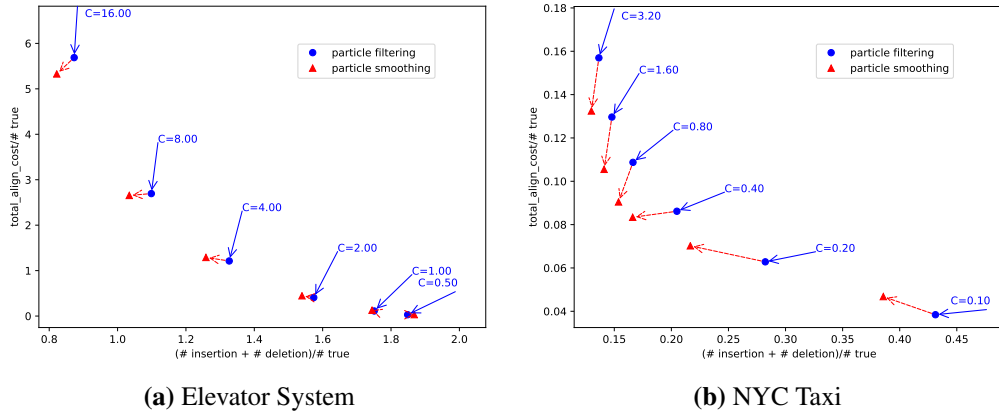 C=16.00
particle filtering
particle smoothing
C=8.00
C=4.00
C=2.00
C=1.00
C=0.50
6
5
4
3
2
1
0
total_align_cost/# true
0.8 1.0 1.2 1.4 1.6 1.8 2.0
(# insertion + # deletion)/# true
(a) Elevator System
C=3.20
particle filtering
particle smoothing
C=1.60
C=0.80
C=0.40
C=0.20
C=0.10
0.18
0.16
0.14
0.12
0.10
0.08
0.06
0.04
total_align_cost/# true
0.15 0.20 0.25 0.30 0.35 0.40 0.45
(# insertion + # deletion)/# true
(b) NYC Taxi